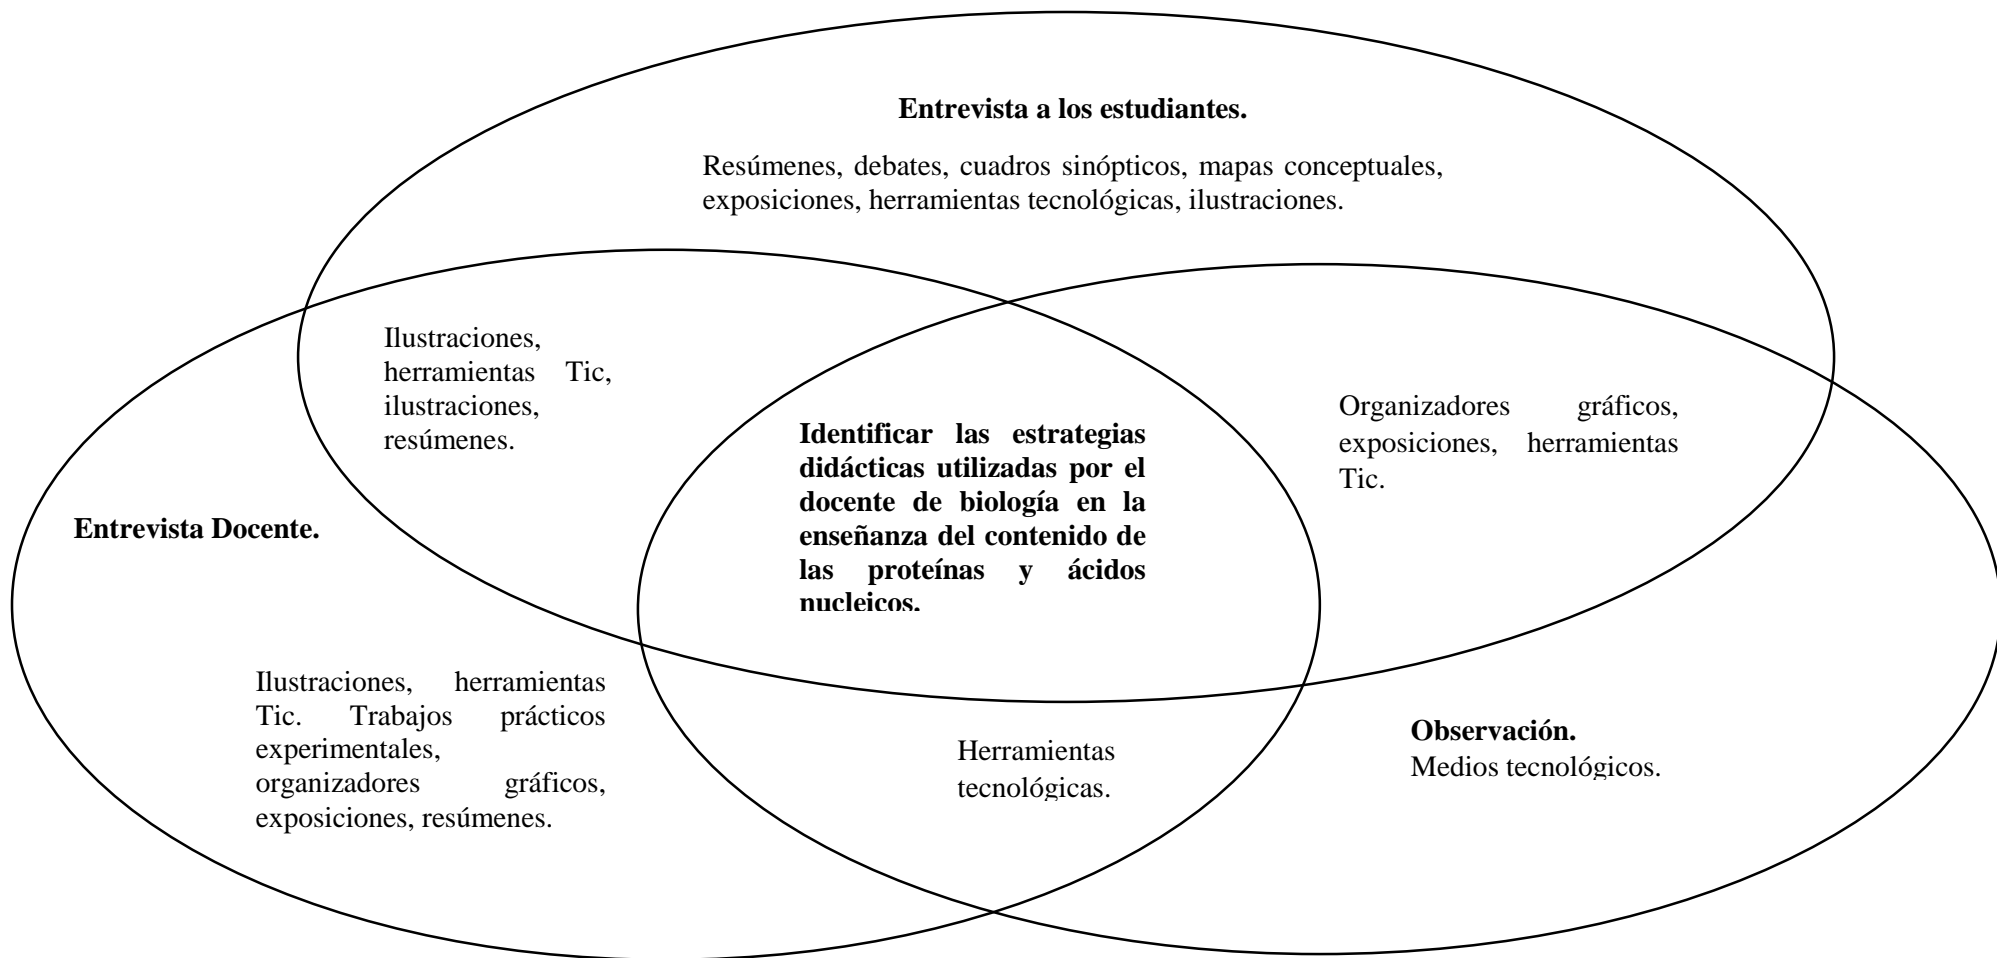 Entrevista a los estudiantes.
Resúmenes, debates, cuadros sinópticos, mapas conceptuales,
exposiciones, herramientas tecnológicas, ilustraciones.
Ilustraciones,
herramientas Tic,
ilustraciones,
resúmenes.
Identificar las estrategias
didácticas utilizadas por el
docente de biología en la
enseñanza del contenido de
las proteínas y ácidos
nucleicos.
Organizadores gráficos,
exposiciones, herramientas
Tic.
Entrevista Docente.
Ilustraciones, herramientas
Tic. Trabajos prácticos
experimentales,
organizadores gráficos,
exposiciones, resúmenes.
Herramientas
tecnológicas.
Observación.
Medios tecnológicos.